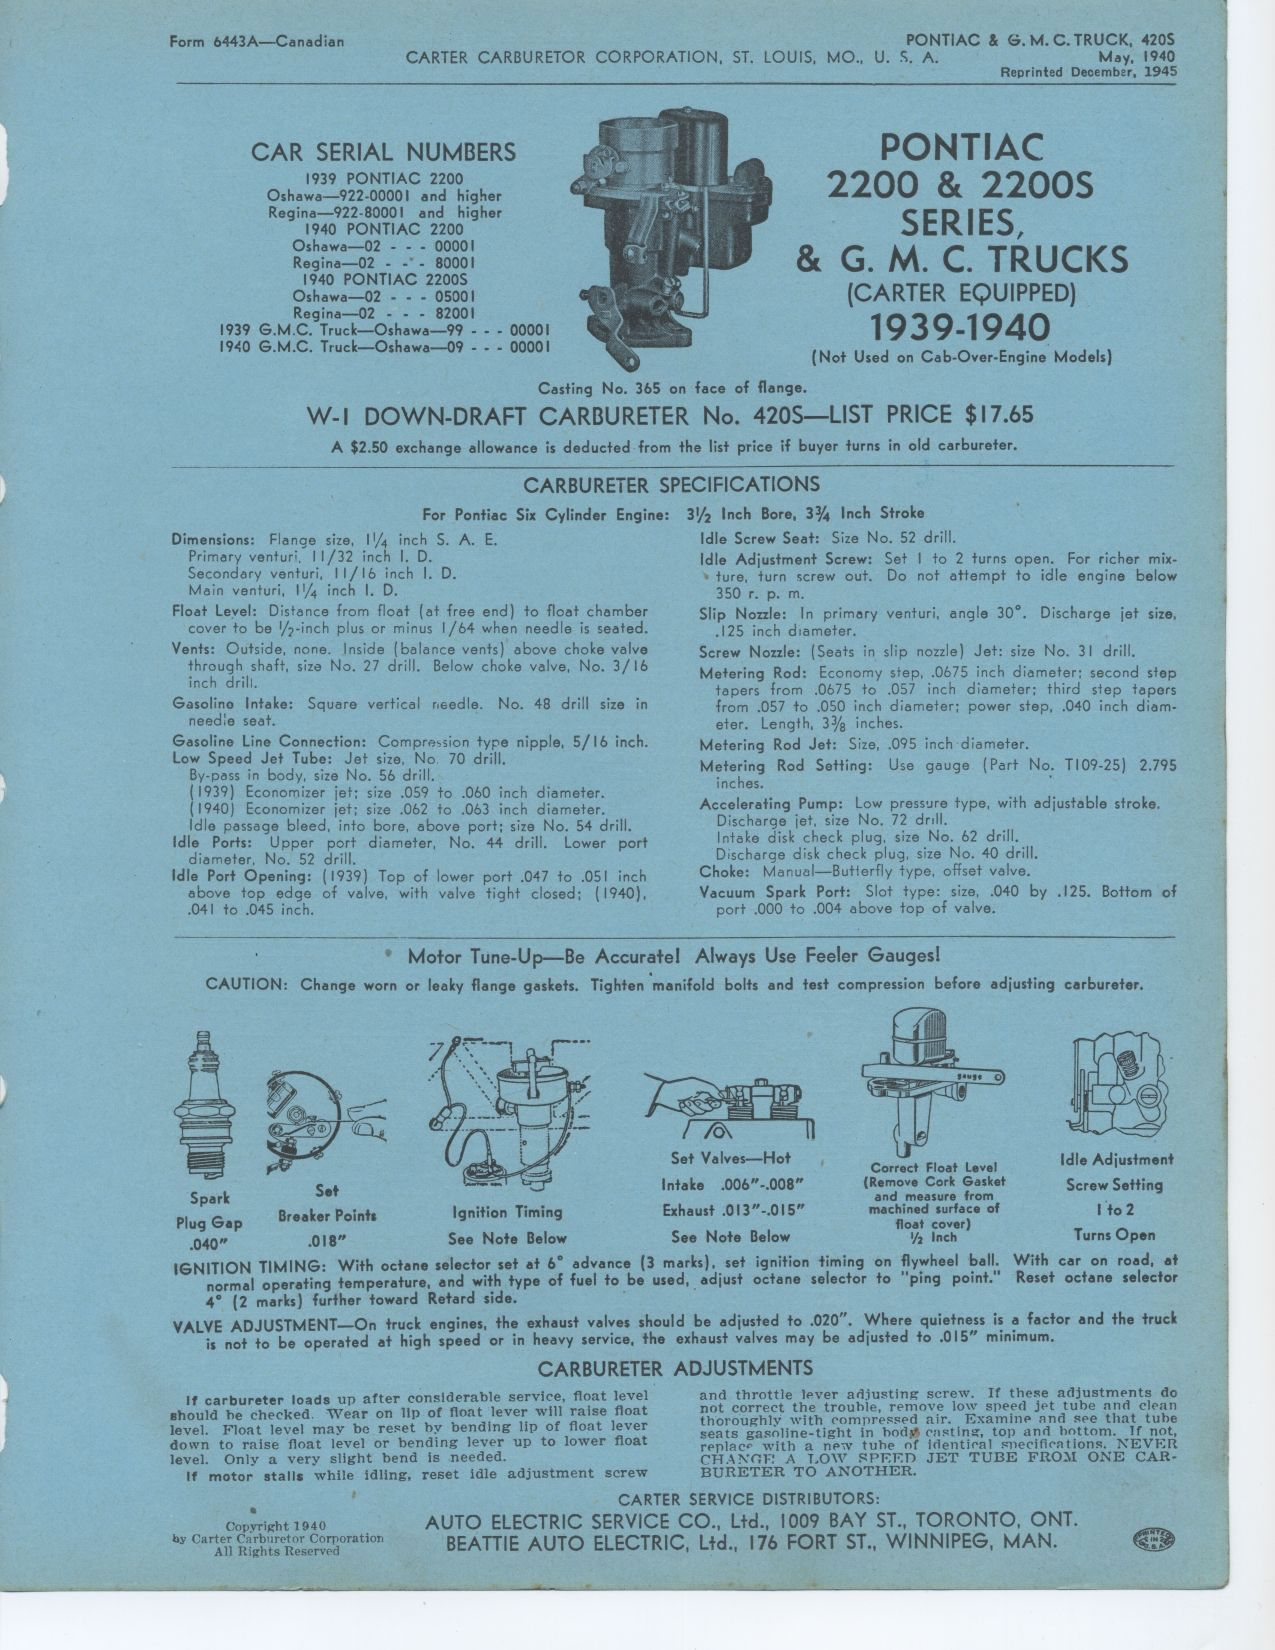 Form 6443A—Canadian
PONTIAC & G. M. C. TRUCK, 420S
CARTER CARBURETOR CORPORATION, ST. LOUIS, MO., U. S. A.
May, 1940
Reprinted December, 1945
CAR SERIAL NUMBERS
1939 PONTIAC 2200
Oshawa—922-00001 and higher
Regina—922-80001 and higher
1940 PONTIAC 2200
Oshawa—02 - - - 00001
Regina—02 - - - 80001
1940 PONTIAC 2200S
Oshawa—02 - - - 05001
Regina—02 - - - 82001
1939 G.M.C. Truck—Oshawa—99 - - - 00001
1940 G.M.C. Truck—Oshawa—09 - - - 00001
PONTIAC
2200 & 2200S
SERIES,
& G. M. C. TRUCKS
(CARTER EQUIPPED)
1939-1940
(Not Used on Cab-Over-Engine Models)
Casting No. 365 on face of flange.
W-1 DOWN-DRAFT CARBURETER No. 420S—LIST PRICE $17.65
A $2.50 exchange allowance is deducted from the list price if buyer turns in old carbureter.
CARBURETER SPECIFICATIONS
For Pontiac Six Cylinder Engine: 3½ Inch Bore, 3¾ Inch Stroke
Dimensions: Flange size, 1¼ inch S. A. E.
Primary venturi, 11/32 inch I. D.
Secondary venturi, 11/16 inch I. D.
Main venturi, 1¼ inch I. D.
Float Level: Distance from float (at free end) to float chamber
cover to be ½-inch plus or minus 1/64 when needle is seated.
Vents: Outside, none. Inside (balance vents) above choke valve
through shaft, size No. 27 drill. Below choke valve, No. 3/16
inch drill.
Gasoline Intake: Square vertical needle. No. 48 drill size in
needle seat.
Gasoline Line Connection: Compression type nipple, 5/16 inch.
Low Speed Jet Tube: Jet size, No. 70 drill.
By-pass in body, size No. 56 drill.
(1939) Economizer jet; size .059 to .060 inch diameter.
(1940) Economizer jet; size .062 to .063 inch diameter.
Idle passage bleed, into bore, above port; size No. 54 drill.
Idle Ports: Upper port diameter, No. 44 drill. Lower port
diameter, No. 52 drill.
Idle Port Opening: (1939) Top of lower port .047 to .051 inch
above top edge of valve, with valve tight closed; (1940),
.041 to .045 inch.
Idle Screw Seat: Size No. 52 drill.
Idle Adjustment Screw: Set 1 to 2 turns open. For richer mix-
ture, turn screw out. Do not attempt to idle engine below
350 r. p. m.
Slip Nozzle: In primary venturi, angle 30°. Discharge jet size,
.125 inch diameter.
Screw Nozzle: (Seats in slip nozzle) Jet: size No. 31 drill.
Metering Rod: Economy step, .0675 inch diameter; second step
tapers from .0675 to .057 inch diameter; third step tapers
from .057 to .050 inch diameter; power step, .040 inch diam-
eter. Length, 3⅜ inches.
Metering Rod Jet: Size, .095 inch diameter.
Metering Rod Setting: Use gauge (Part No. T109-25) 2.795
inches.
Accelerating Pump: Low pressure type, with adjustable stroke.
Discharge jet, size No. 72 drill.
Intake disk check plug, size No. 62 drill.
Discharge disk check plug, size No. 40 drill.
Choke: Manual—Butterfly type, offset valve.
Vacuum Spark Port: Slot type: size, .040 by .125. Bottom of
port .000 to .004 above top of valve.
Motor Tune-Up—Be Accurate! Always Use Feeler Gauges!
CAUTION: Change worn or leaky flange gaskets. Tighten manifold bolts and test compression before adjusting carbureter.
gauge
Spark
Plug Gap
.040"
Set
Breaker Points
.018"
Ignition Timing
See Note Below
Set Valves—Hot
Intake .006"-.008"
Exhaust .013"-.015"
See Note Below
Correct Float Level
(Remove Cork Gasket
and measure from
machined surface of
float cover)
½ Inch
Idle Adjustment
Screw Setting
1 to 2
Turns Open
IGNITION TIMING: With octane selector set at 6° advance (3 marks), set ignition timing on flywheel ball. With car on road, at
normal operating temperature, and with type of fuel to be used, adjust octane selector to "ping point." Reset octane selector
4° (2 marks) further toward Retard side.
VALVE ADJUSTMENT—On truck engines, the exhaust valves should be adjusted to .020". Where quietness is a factor and the truck
is not to be operated at high speed or in heavy service, the exhaust valves may be adjusted to .015" minimum.
CARBURETER ADJUSTMENTS
If carbureter loads up after considerable service, float level
should be checked. Wear on lip of float lever will raise float
level. Float level may be reset by bending lip of float lever
down to raise float level or bending lever up to lower float
level. Only a very slight bend is needed.
If motor stalls while idling, reset idle adjustment screw
and throttle lever adjusting screw. If these adjustments do
not correct the trouble, remove low speed jet tube and clean
thoroughly with compressed air. Examine and see that tube
seats gasoline-tight in body casting, top and bottom. If not,
replace with a new tube of identical specifications. NEVER
CHANGE A LOW SPEED JET TUBE FROM ONE CAR-
BURETER TO ANOTHER.
CARTER SERVICE DISTRIBUTORS:
AUTO ELECTRIC SERVICE CO., Ltd., 1009 BAY ST., TORONTO, ONT.
BEATTIE AUTO ELECTRIC, Ltd., 176 FORT ST., WINNIPEG, MAN.
Copyright 1940
by Carter Carburetor Corporation
All Rights Reserved
PRINTED
IN
U.S.A.